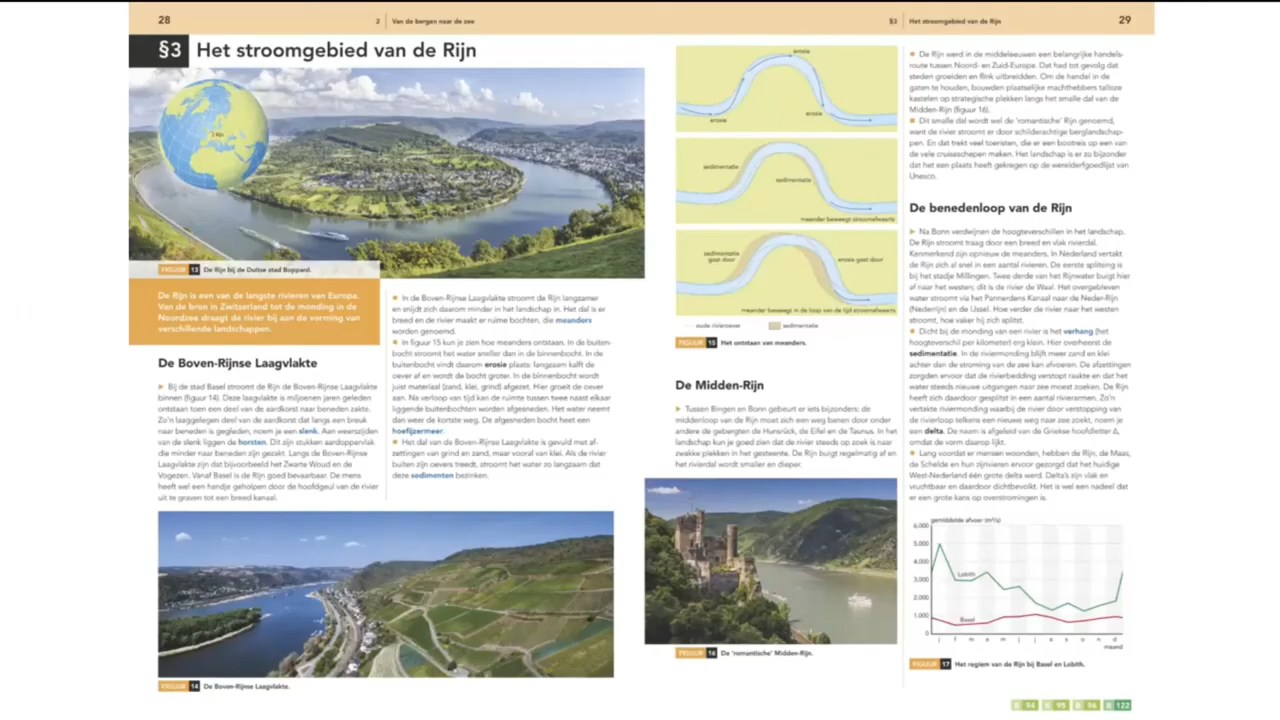 28
2 Van de bergen naar de zee
§3 Het stroomgebied van de Rijn
29
§3 Het stroomgebied van de Rijn
FIGUUR 13 De Rijn bij de Duitse stad Boppard.
De Rijn is een van de langste rivieren van Europa.
Van de bron in Zwitserland tot de monding in de
Noordzee draagt de rivier bij aan de vorming van
verschillende landschappen.
De Boven-Rijnse Laagvlakte
► Bij de stad Basel stroomt de Rijn de Boven-Rijnse Laagvlakte
binnen (figuur 14). Deze laagvlakte is miljoenen jaren geleden
ontstaan toen een deel van de aardkorst naar beneden zakte.
Zo'n laaggelegen deel van de aardkorst dat langs een breuk
naar beneden is gegleden, noem je een slenk. Aan weerszijden
van de slenk liggen de horsten. Dit zijn stukken aardoppervlak
die minder naar beneden zijn gezakt. Langs de Boven-Rijnse
Laagvlakte zijn dat bijvoorbeeld het Zwarte Woud en de
Vogezen. Vanaf Basel is de Rijn goed bevaarbaar. De mens
heeft wel een handje geholpen door de hoofdgeul van de rivier
uit te graven tot een breed kanaal.
In de Boven-Rijnse Laagvlakte stroomt de Rijn langzamer
en snijdt zich daarom minder in het landschap in. Het dal is er
breed en de rivier maakt er ruime bochten, die meanders
worden genoemd.
In figuur 15 kun je zien hoe meanders ontstaan. In de buiten-
bocht stroomt het water sneller dan in de binnenbocht. In de
buitenbocht vindt daarom erosie plaats: langzaam kalft de
oever af en wordt de bocht groter. In de binnenbocht wordt
juist materiaal (zand, klei, grind) afgezet. Hier groeit de oever
aan. Na verloop van tijd kan de ruimte tussen twee naast elkaar
liggende buitenbochten worden afgesneden. Het water neemt
dan weer de kortste weg. De afgesneden bocht heet een
hoefijzermeer.
Het dal van de Boven-Rijnse Laagvlakte is gevuld met af-
zettingen van grind en zand, maar vooral van klei. Als de rivier
buiten zijn oevers treedt, stroomt het water zo langzaam dat
deze sedimenten bezinken.
FIGUUR 14 De Boven-Rijnse Laagvlakte.
erosie
erosie
erosie
sedimentatie
sedimentatie
meander beweegt stroomafwaarts
sedimentatie
gaat door
erosie gaat door
meander beweegt in de loop van de tijd stroomafwaarts
oude rivieroever
sedimentatie
FIGUUR 15 Het ontstaan van meanders.
De Midden-Rijn
► Tussen Bingen en Bonn gebeurt er iets bijzonders: de
middenloop van de Rijn moet zich een weg banen door onder
andere de gebergten de Hunsrück, de Eifel en de Taunus. In het
landschap kun je goed zien dat de rivier steeds op zoek is naar
zwakke plekken in het gesteente. De Rijn buigt regelmatig af en
het rivierdal wordt smaller en dieper.
FIGUUR 16 De 'romantische' Midden-Rijn.
De Rijn werd in de middeleeuwen een belangrijke handels-
route tussen Noord- en Zuid-Europa. Dat had tot gevolg dat
steden groeiden en flink uitbreidden. Om de handel in de
gaten te houden, bouwden plaatselijke machthebbers talloze
kastelen op strategische plekken langs het smalle dal van de
Midden-Rijn (figuur 16).
Dit smalle dal wordt wel de 'romantische' Rijn genoemd,
want de rivier stroomt er door schilderachtige berglandschap-
pen. En dat trekt veel toeristen, die er een bootreis op een van
de vele cruiseschepen maken. Het landschap is er zo bijzonder
dat het een plaats heeft gekregen op de werelderfgoedlijst van
Unesco.
De benedenloop van de Rijn
► Na Bonn verdwijnen de hoogteverschillen in het landschap.
De Rijn stroomt traag door een breed en vlak rivierdal.
Kenmerkend zijn opnieuw de meanders. In Nederland vertakt
de Rijn zich al snel in een aantal rivieren. De eerste splitsing is
bij het stadje Millingen. Twee derde van het Rijnwater buigt hier
af naar het westen; dit is de rivier de Waal. Het overgebleven
water stroomt via het Pannerdens Kanaal naar de Neder-Rijn
(Nederrijn) en de IJssel. Hoe verder de rivier naar het westen
stroomt, hoe vaker hij zich splitst.
Dicht bij de monding van een rivier is het verhang (het
hoogteverschil per kilometer) erg klein. Hier overheerst de
sedimentatie. In de riviermonding blijft meer zand en klei
achter dan de stroming van de zee kan afvoeren. De afzettingen
zorgden ervoor dat de rivierbedding verstopt raakte en dat het
water steeds nieuwe uitgangen naar zee moest zoeken. De Rijn
heeft zich daardoor gesplitst in een aantal rivierarmen. Zo'n
vertakte riviermonding waarbij de rivier door verstopping van
de rivierloop telkens een nieuwe weg naar zee zoekt, noem je
een delta. De naam is afgeleid van de Griekse hoofdletter Δ,
omdat de vorm daarop lijkt.
Lang voordat er mensen woonden, hebben de Rijn, de Maas,
de Schelde en hun zijrivieren ervoor gezorgd dat het huidige
West-Nederland één grote delta werd. Delta's zijn vlak en
vruchtbaar en daardoor dichtbevolkt. Het is wel een nadeel dat
er een grote kans op overstromingen is.
gemiddelde afvoer (m³/s)
6.000
5.000
4.000
3.000
2.000
1.000
0
Lobith
Basel
j f m a m j j a s o n d
maand
FIGUUR 17 Het regiem van de Rijn bij Basel en Lobith.
B 94 B 95 B 96 B 122